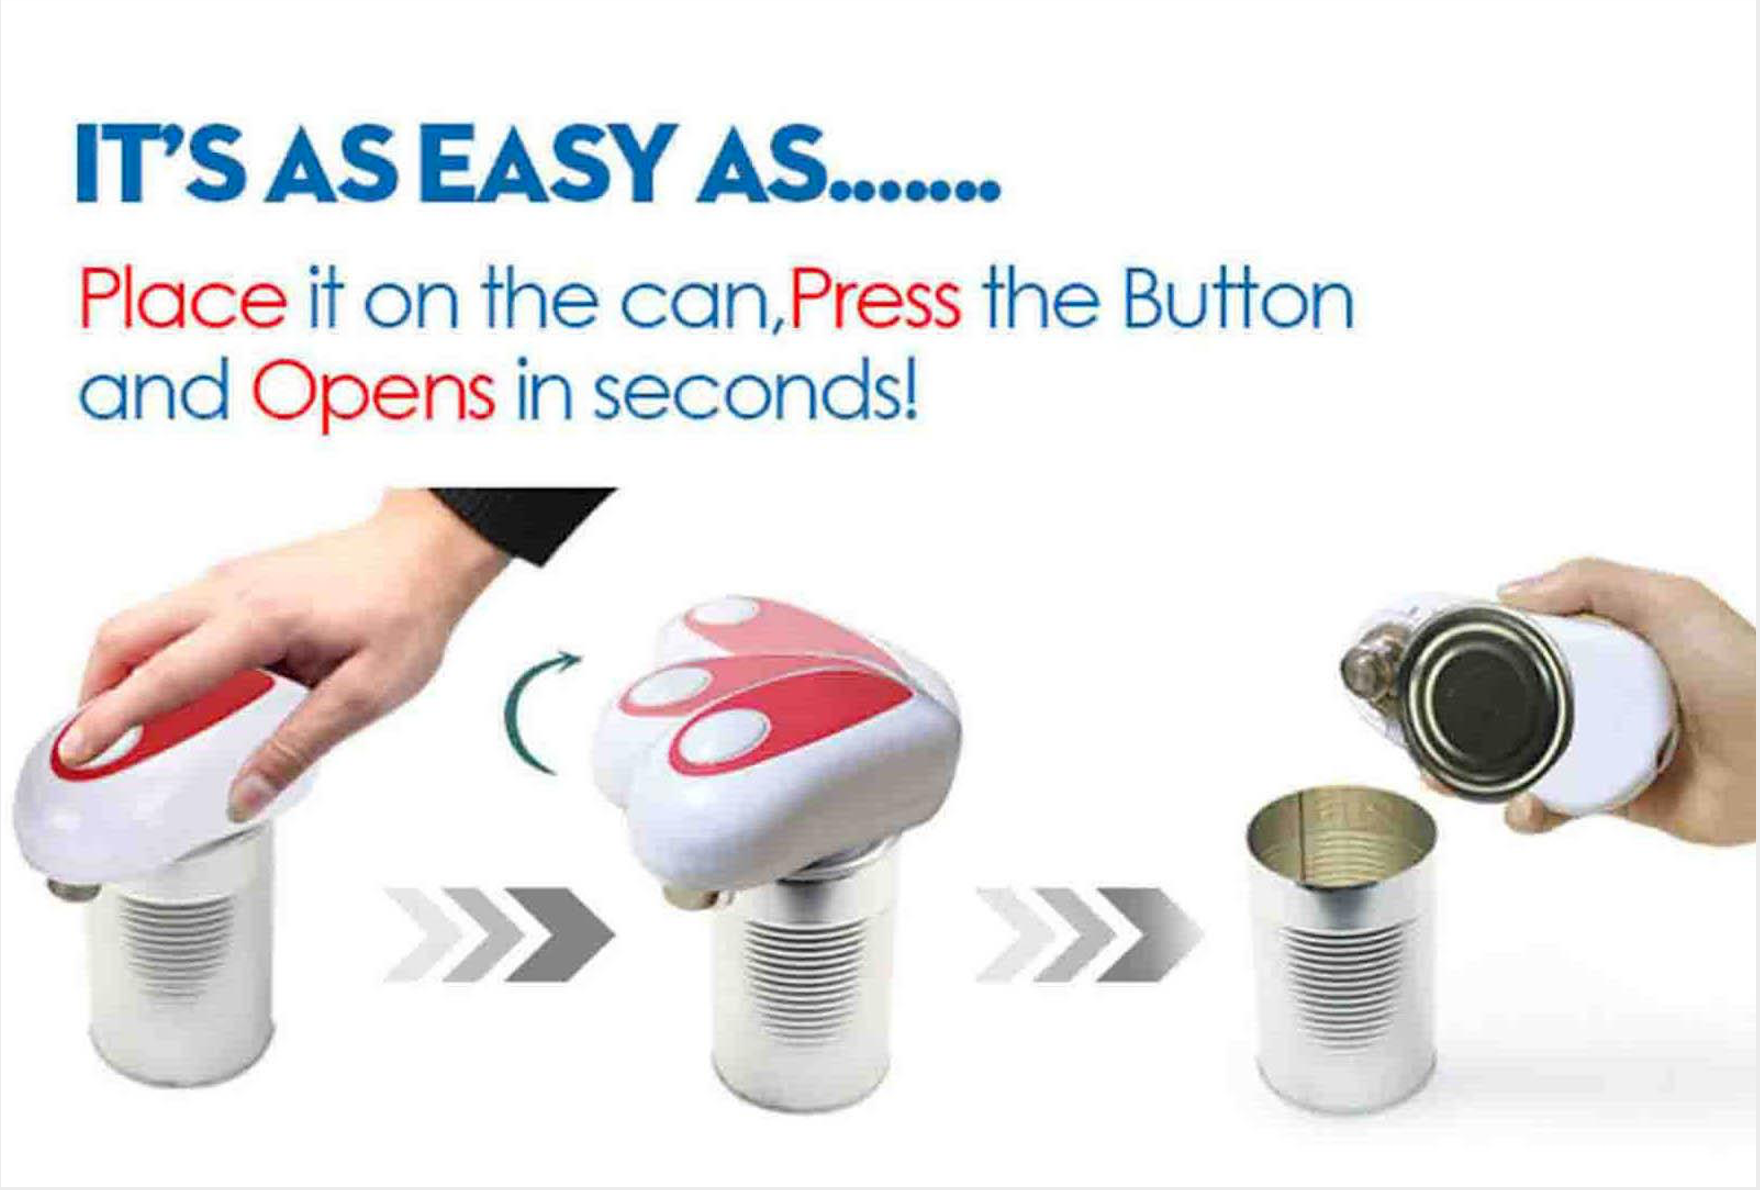 IT'S AS EASY AS.......
Place it on the can,Press the Button
and Opens in seconds!